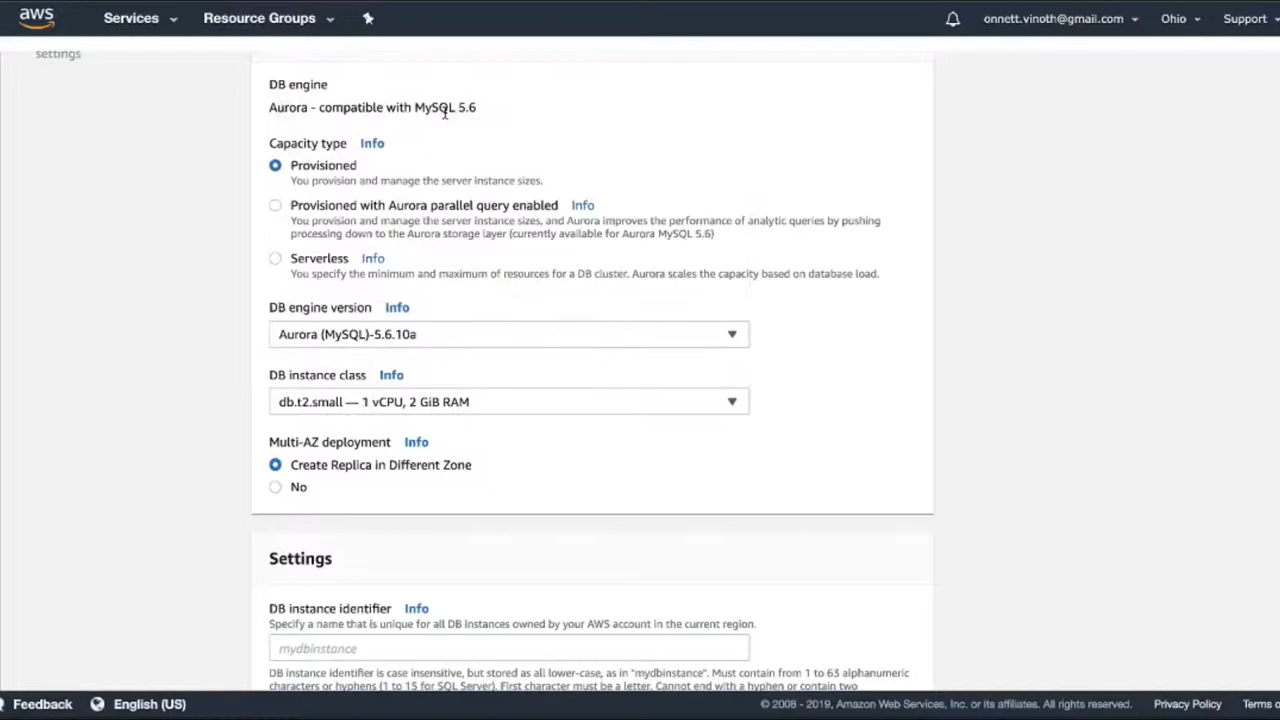 aws
Services
Resource Groups
onnett.vinoth@gmail.com
Ohio
Support
settings
DB engine
Aurora - compatible with MySQL 5.6
Capacity type Info
Provisioned
You provision and manage the server instance sizes.
Provisioned with Aurora parallel query enabled Info
You provision and manage the server instance sizes, and Aurora improves the performance of analytic queries by pushing
processing down to the Aurora storage layer (currently available for Aurora MySQL 5.6)
Serverless Info
You specify the minimum and maximum of resources for a DB cluster. Aurora scales the capacity based on database load.
DB engine version Info
Aurora (MySQL)-5.6.10a
DB instance class Info
db.t2.small — 1 vCPU, 2 GiB RAM
Multi-AZ deployment Info
Create Replica in Different Zone
No
Settings
DB instance identifier Info
Specify a name that is unique for all DB instances owned by your AWS account in the current region.
mydbinstance
DB instance identifier is case insensitive, but stored as all lower-case, as in "mydbinstance". Must contain from 1 to 63 alphanumeric
characters or hyphens (1 to 15 for SQL Server). First character must be a letter. Cannot end with a hyphen or contain two
Feedback
English (US)
© 2008 - 2019, Amazon Web Services, Inc. or its affiliates. All rights reserved.
Privacy Policy
Terms o